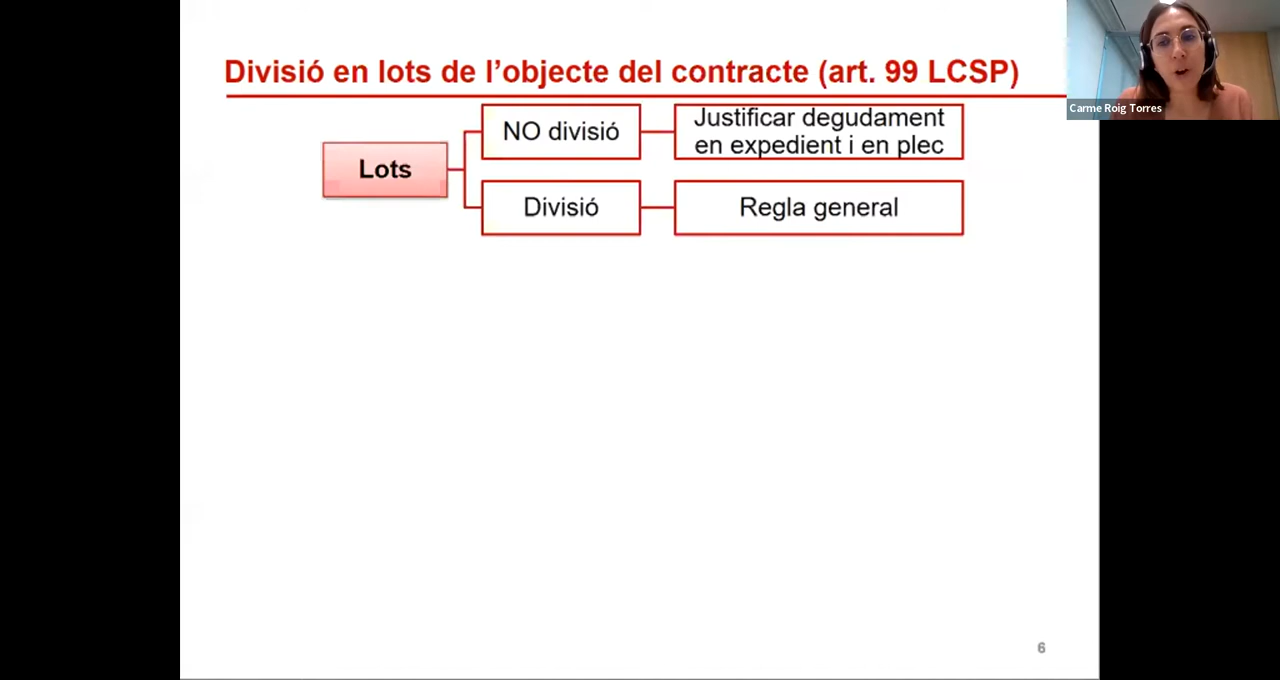 Divisió en lots de l’objecte del contracte (art. 99 LCSP)
Carme Roig Torres
Lots
NO divisió
Justificar degudament
en expedient i en plec
Divisió
Regla general
6